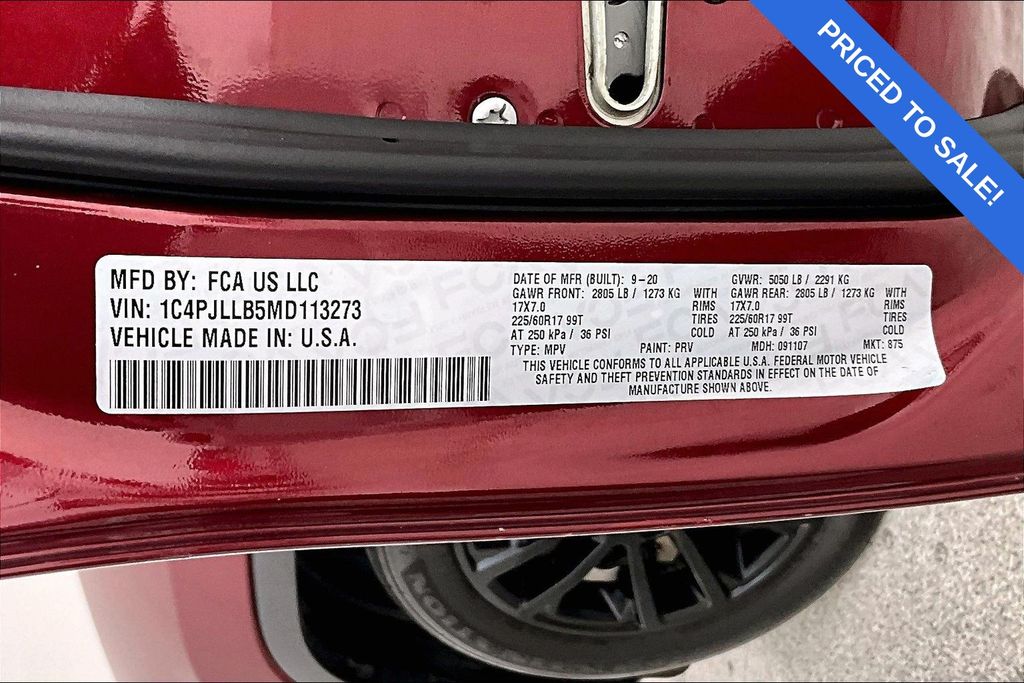 PRICED TO SALE!
MFD BY: FCA US LLC
VIN: 1C4PJLLB5MD113273
VEHICLE MADE IN: U.S.A.
DATE OF MFR (BUILT): 9-20 GVWR: 5050 LB / 2291 KG
GAWR FRONT: 2805 LB / 1273 KG WITH GAWR REAR: 2805 LB / 1273 KG WITH
17X7.0 RIMS 17X7.0 RIMS
225/60R17 99T TIRES 225/60R17 99T TIRES
AT 250 kPa / 36 PSI COLD AT 250 kPa / 36 PSI COLD
TYPE: MPV PAINT: PRV MDH: 091107 MKT: 875
THIS VEHICLE CONFORMS TO ALL APPLICABLE U.S.A. FEDERAL MOTOR VEHICLE
SAFETY AND THEFT PREVENTION STANDARDS IN EFFECT ON THE DATE OF
MANUFACTURE SHOWN ABOVE.